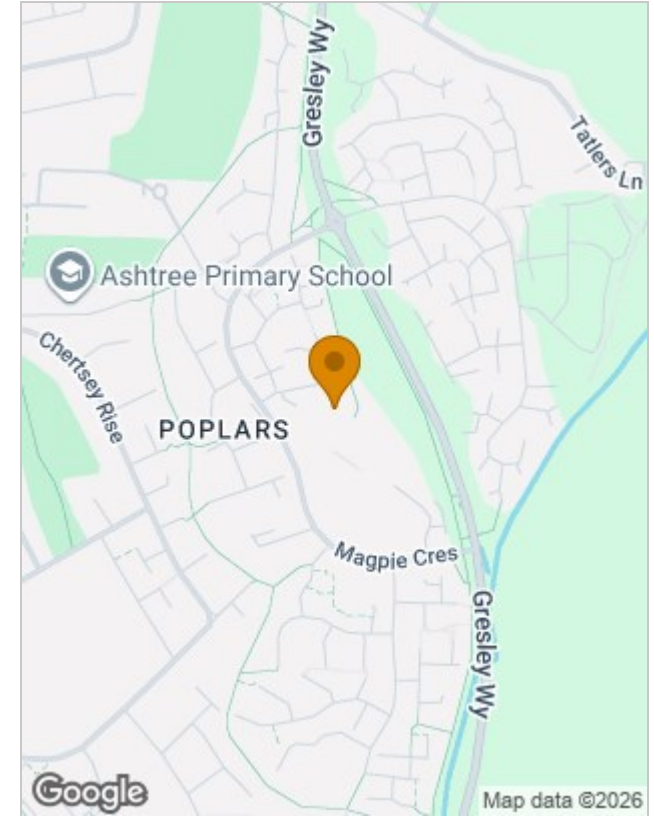 Gresley Wy
Tatlers Ln
Ashtree Primary School
Chertsey Rise
POPLARS
Magpie Cres
Gresley Wy
Google
Map data ©2026